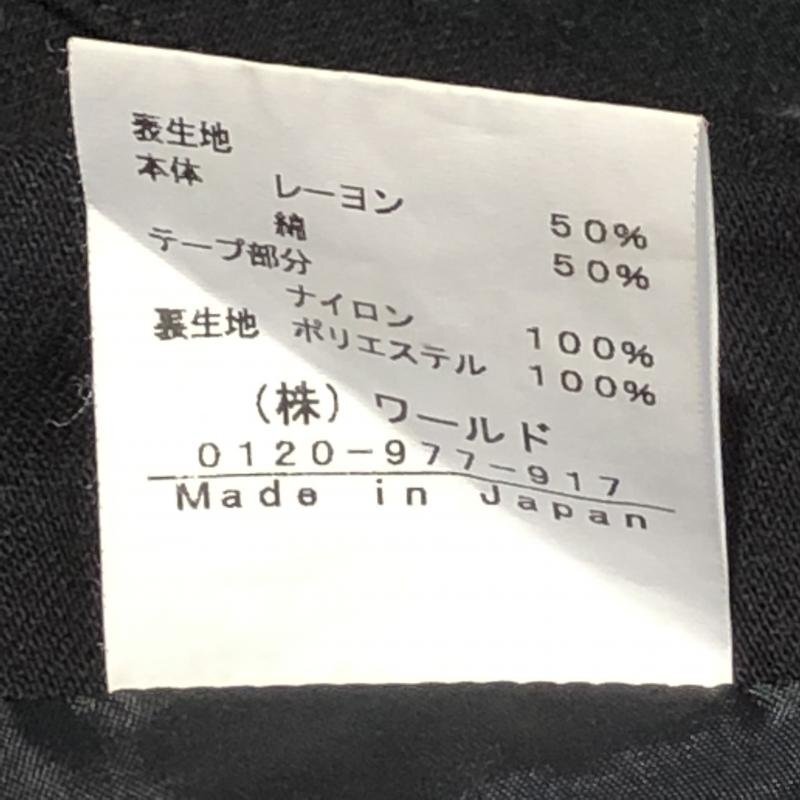 表生地
本体 レーヨン 50%
綿 50%
テープ部分
ナイロン 100%
裏生地 ポリエステル 100%
(株)ワールド
0120-977-917
Made in Japan